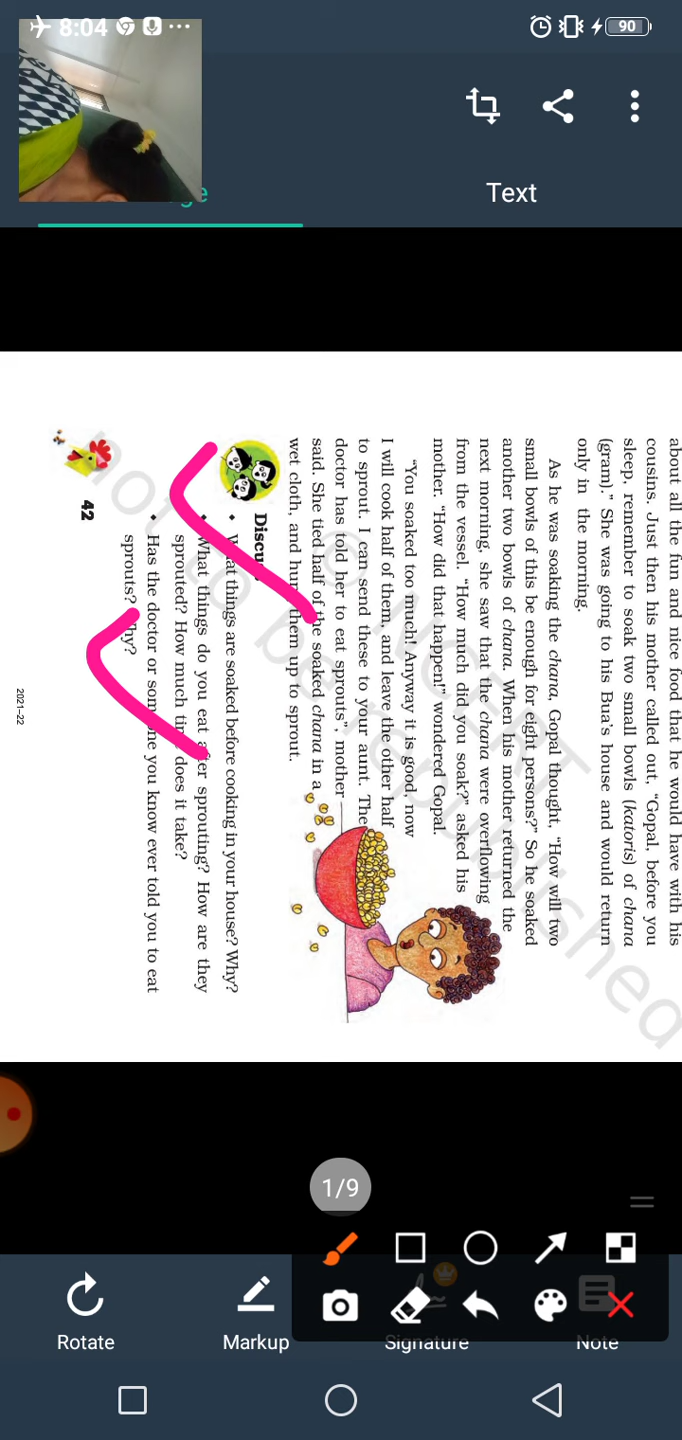 8:04
90
Text
about all the fun and nice food that he would have with his
cousins. Just then his mother called out, “Gopal, before you
sleep, remember to soak two small bowls (katoris) of chana
(gram).” She was going to his Bua’s house and would return
only in the morning.
As he was soaking the chana, Gopal thought, “How will two
small bowls of this be enough for eight persons?” So he soaked
another two bowls of chana. When his mother returned the
next morning, she saw that the chana were overflowing
from the vessel. “How much did you soak?” asked his
mother. “How did that happen!” wondered Gopal.
“You soaked too much! Anyway it is good, now
I will cook half of them, and leave the other half
to sprout. I can send these to your aunt. The
doctor has told her to eat sprouts”, mother
said. She tied half of the soaked chana in a
wet cloth, and hung them up to sprout.
Discuss
• What things are soaked before cooking in your house? Why?
• What things do you eat after sprouting? How are they
sprouted? How much time does it take?
• Has the doctor or someone you know ever told you to eat
sprouts? Why?
42
2021–22
© NCERT
not to be republished
1/9
Rotate
Markup
Signature
Note